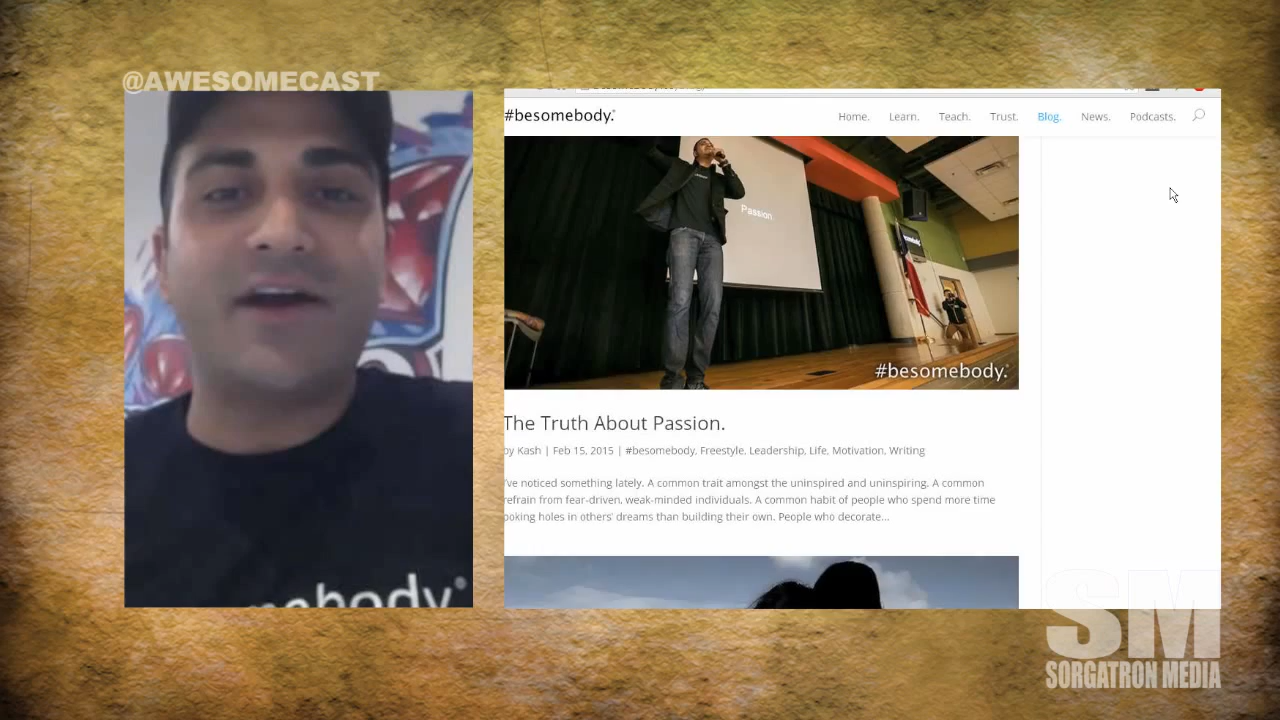 @AWESOMECAST
#besomebody.
Home. Learn. Teach. Trust. Blog. News. Podcasts.
Passion
#besomebody.
The Truth About Passion.
by Kash | Feb 15, 2015 | #besomebody, Freestyle, Leadership, Life, Motivation, Writing
I've noticed something lately. A common trait amongst the uninspired and uninspiring. A common
refrain from fear-driven, weak-minded individuals. A common habit of people who spend more time
poking holes in others' dreams than building their own. People who decorate...
SM
SORGATRON MEDIA